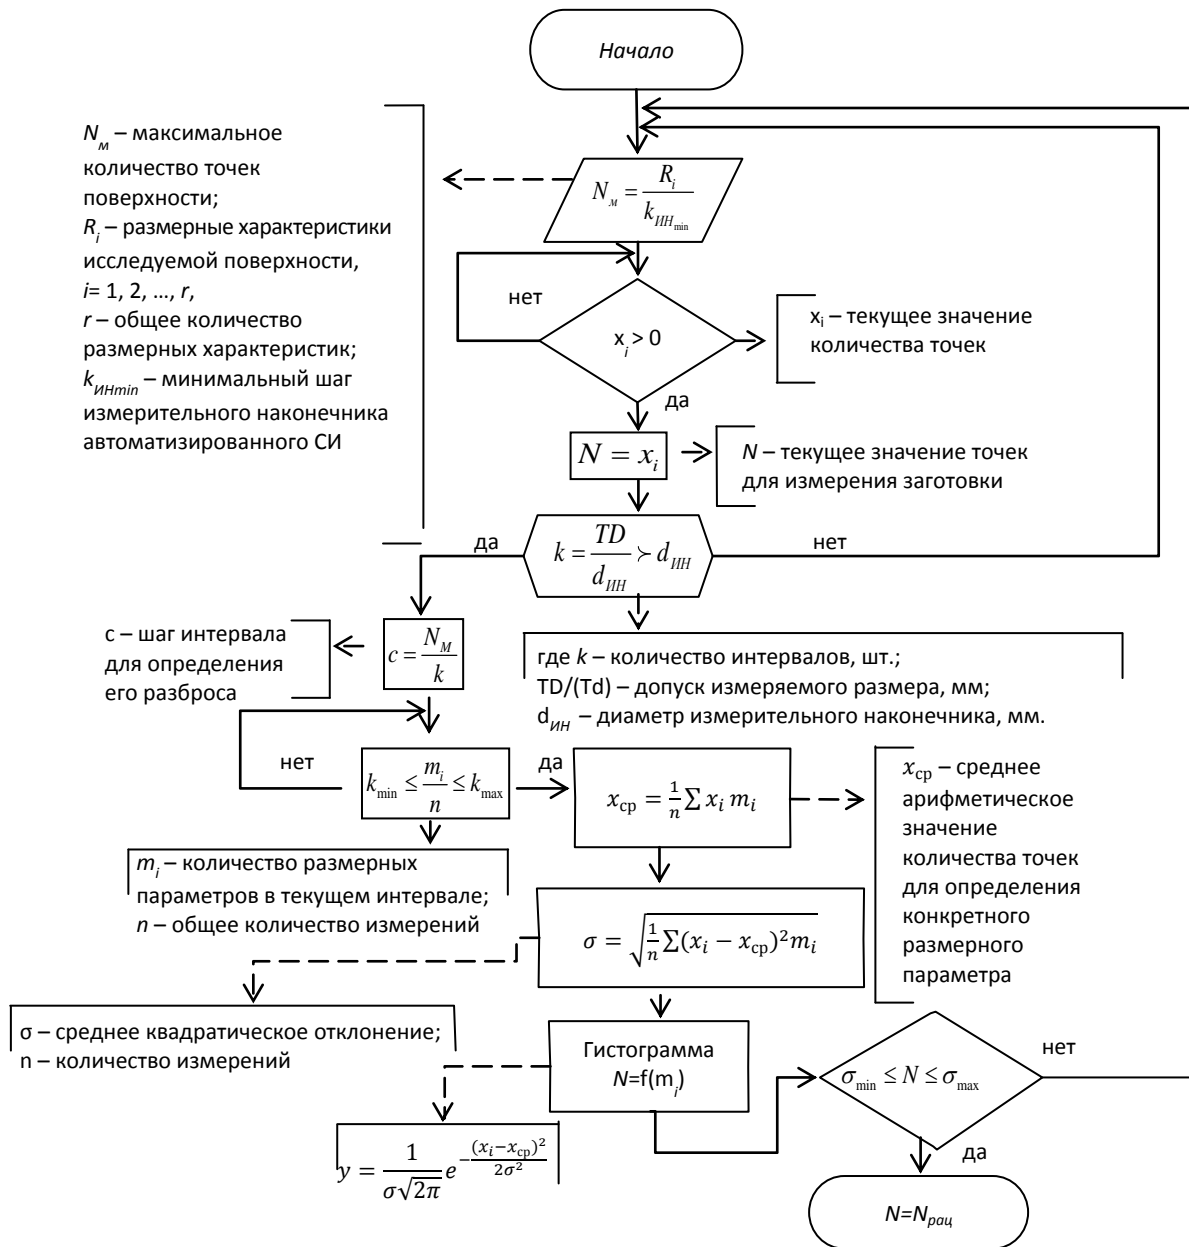 Начало
N_м – максимальное
количество точек
поверхности;
R_i – размерные характеристики
исследуемой поверхности,
i= 1, 2, ..., r,
r – общее количество
размерных характеристик;
k_ИНmin – минимальный шаг
измерительного наконечника
автоматизированного СИ
N_м = R_i / k_ИН_min
нет
x_i > 0
x_i – текущее значение
количества точек
да
N = x_i
N – текущее значение точек
для измерения заготовки
да
k = TD / d_ИН ≻ d_ИН
нет
с – шаг интервала
для определения
его разброса
c = N_М / k
где k – количество интервалов, шт.;
TD/(Td) – допуск измеряемого размера, мм;
d_ИН – диаметр измерительного наконечника, мм.
нет
k_min ≤ m_i / n ≤ k_max
да
x_ср = 1/n ∑ x_i m_i
x_ср – среднее
арифметическое
значение
количества точек
для определения
конкретного
размерного
параметра
m_i – количество размерных
параметров в текущем интервале;
n – общее количество измерений
σ = √(1/n ∑(x_i − x_ср)² m_i)
σ – среднее квадратическое отклонение;
n – количество измерений
Гистограмма
N=f(m_i)
σ_min ≤ N ≤ σ_max
нет
y = 1 / (σ√2π) e^(−(x_i−x_ср)² / 2σ²)
да
N=N_рац